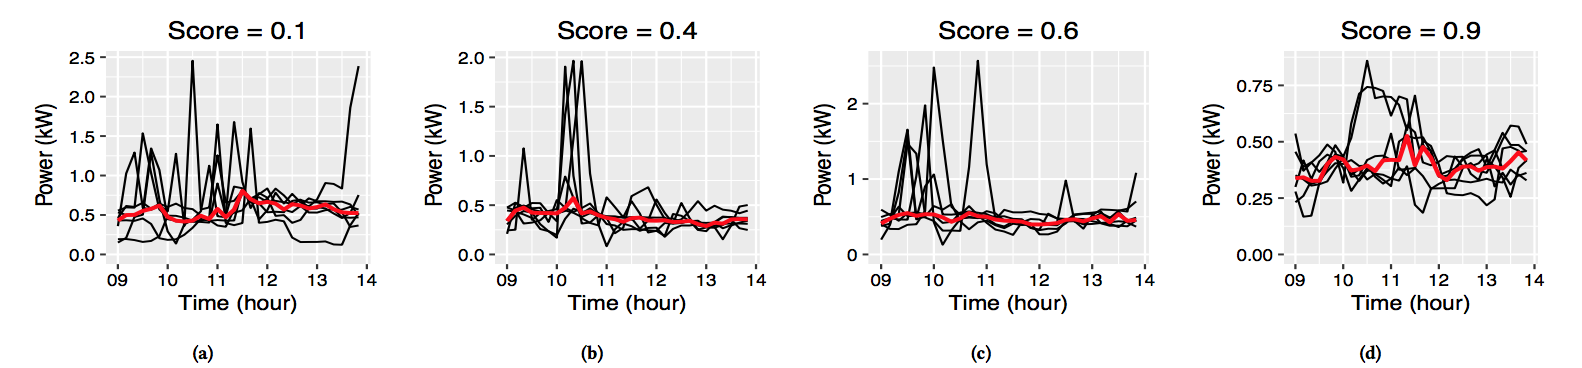 Score = 0.1
Power (kW)
2.5
2.0
1.5
1.0
0.5
0.0
09 10 11 12 13 14
Time (hour)
(a)
Score = 0.4
Power (kW)
2.0
1.5
1.0
0.5
0.0
09 10 11 12 13 14
Time (hour)
(b)
Score = 0.6
Power (kW)
2
1
0
09 10 11 12 13 14
Time (hour)
(c)
Score = 0.9
Power (kW)
0.75
0.50
0.25
0.00
09 10 11 12 13 14
Time (hour)
(d)